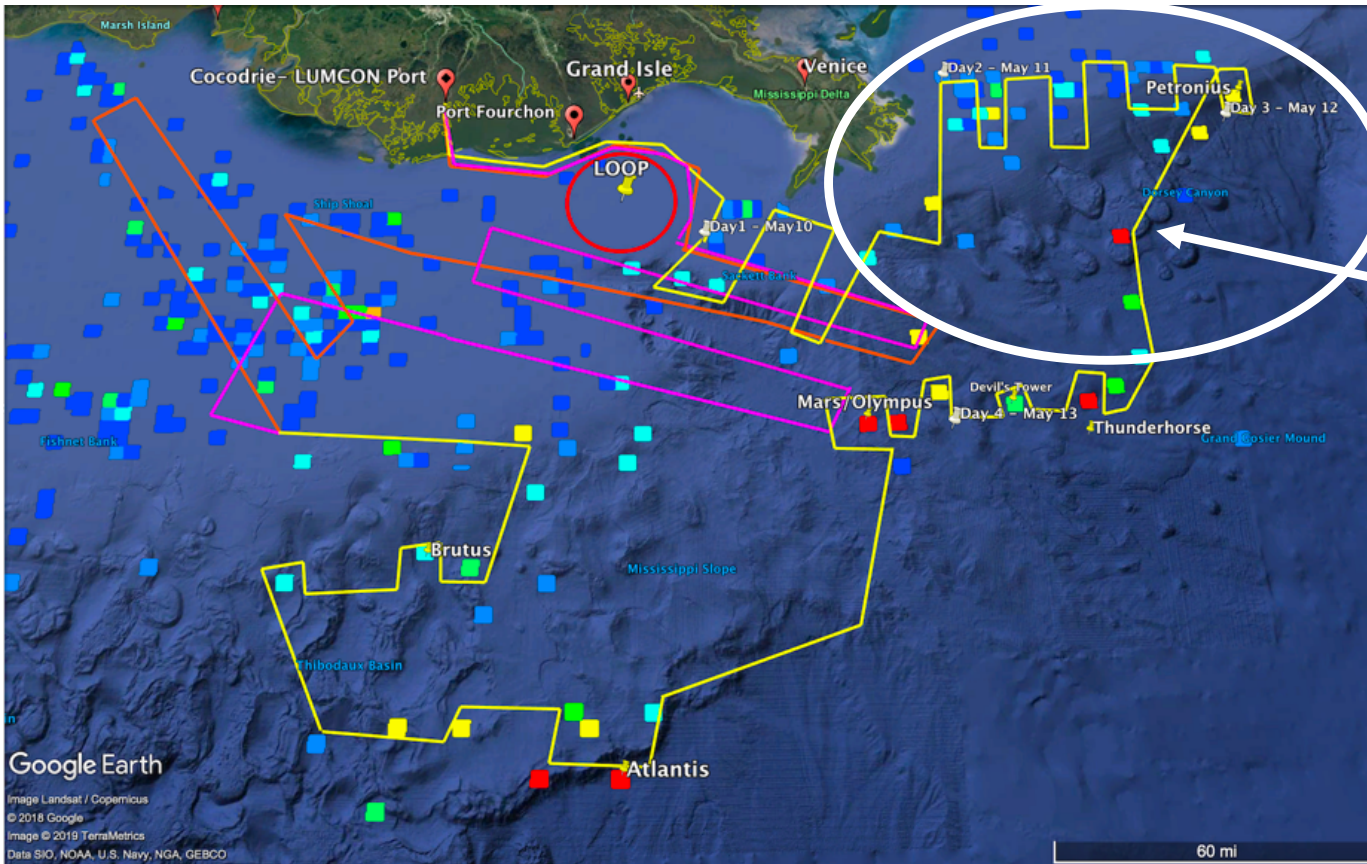 Marsh Island
Cocodrie- LUMCON Port
Grand Isle
Venice
Mississippi Delta
Port Fourchon
Day2 - May 11
Petronius
Day 3 - May 12
LOOP
Ship Shoal
Dorsey Canyon
Day1 - May10
Sackett Bank
Devil's Tower
Mars/Olympus
Day 4 - May 13
Thunderhorse
Grand Gosier Mound
Fishnet Bank
Brutus
Mississippi Slope
Thibodaux Basin
in
Atlantis
Google Earth
Image Landsat / Copernicus
© 2018 Google
Image © 2019 TerraMetrics
Data SIO, NOAA, U.S. Navy, NGA, GEBCO
60 mi